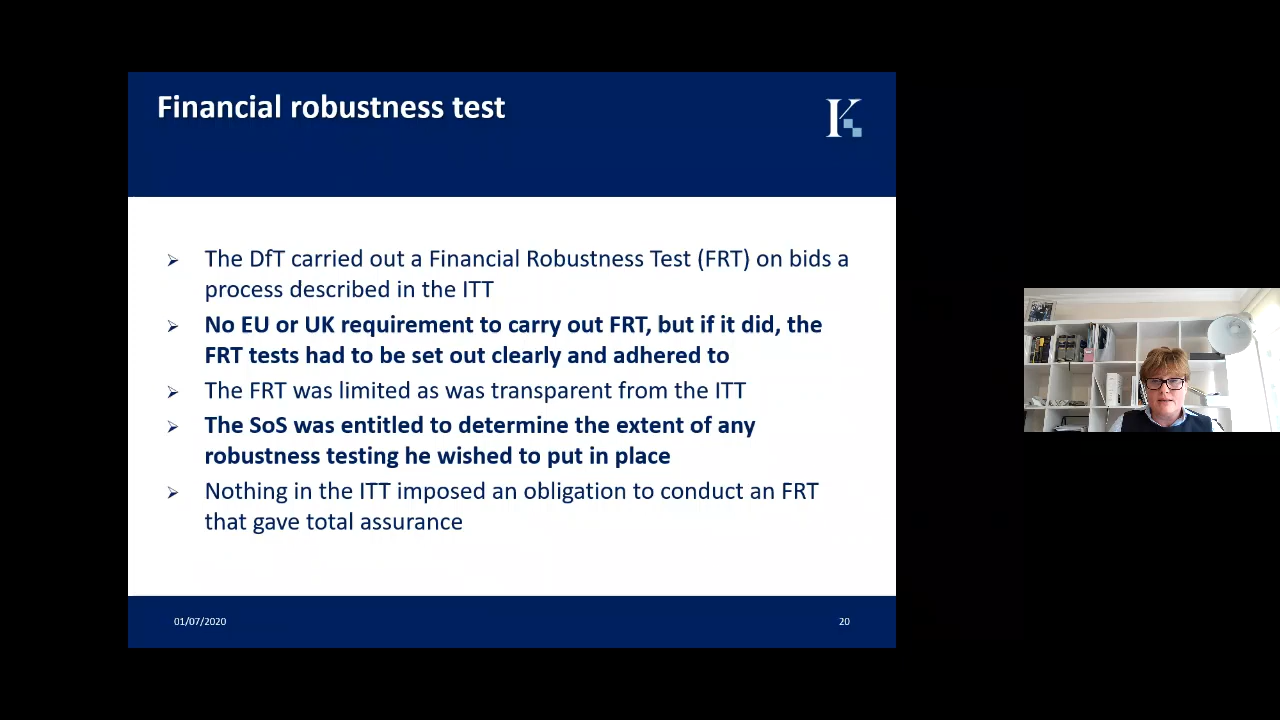 Financial robustness test
K
The DfT carried out a Financial Robustness Test (FRT) on bids a
process described in the ITT
No EU or UK requirement to carry out FRT, but if it did, the
FRT tests had to be set out clearly and adhered to
The FRT was limited as was transparent from the ITT
The SoS was entitled to determine the extent of any
robustness testing he wished to put in place
Nothing in the ITT imposed an obligation to conduct an FRT
that gave total assurance
01/07/2020
20